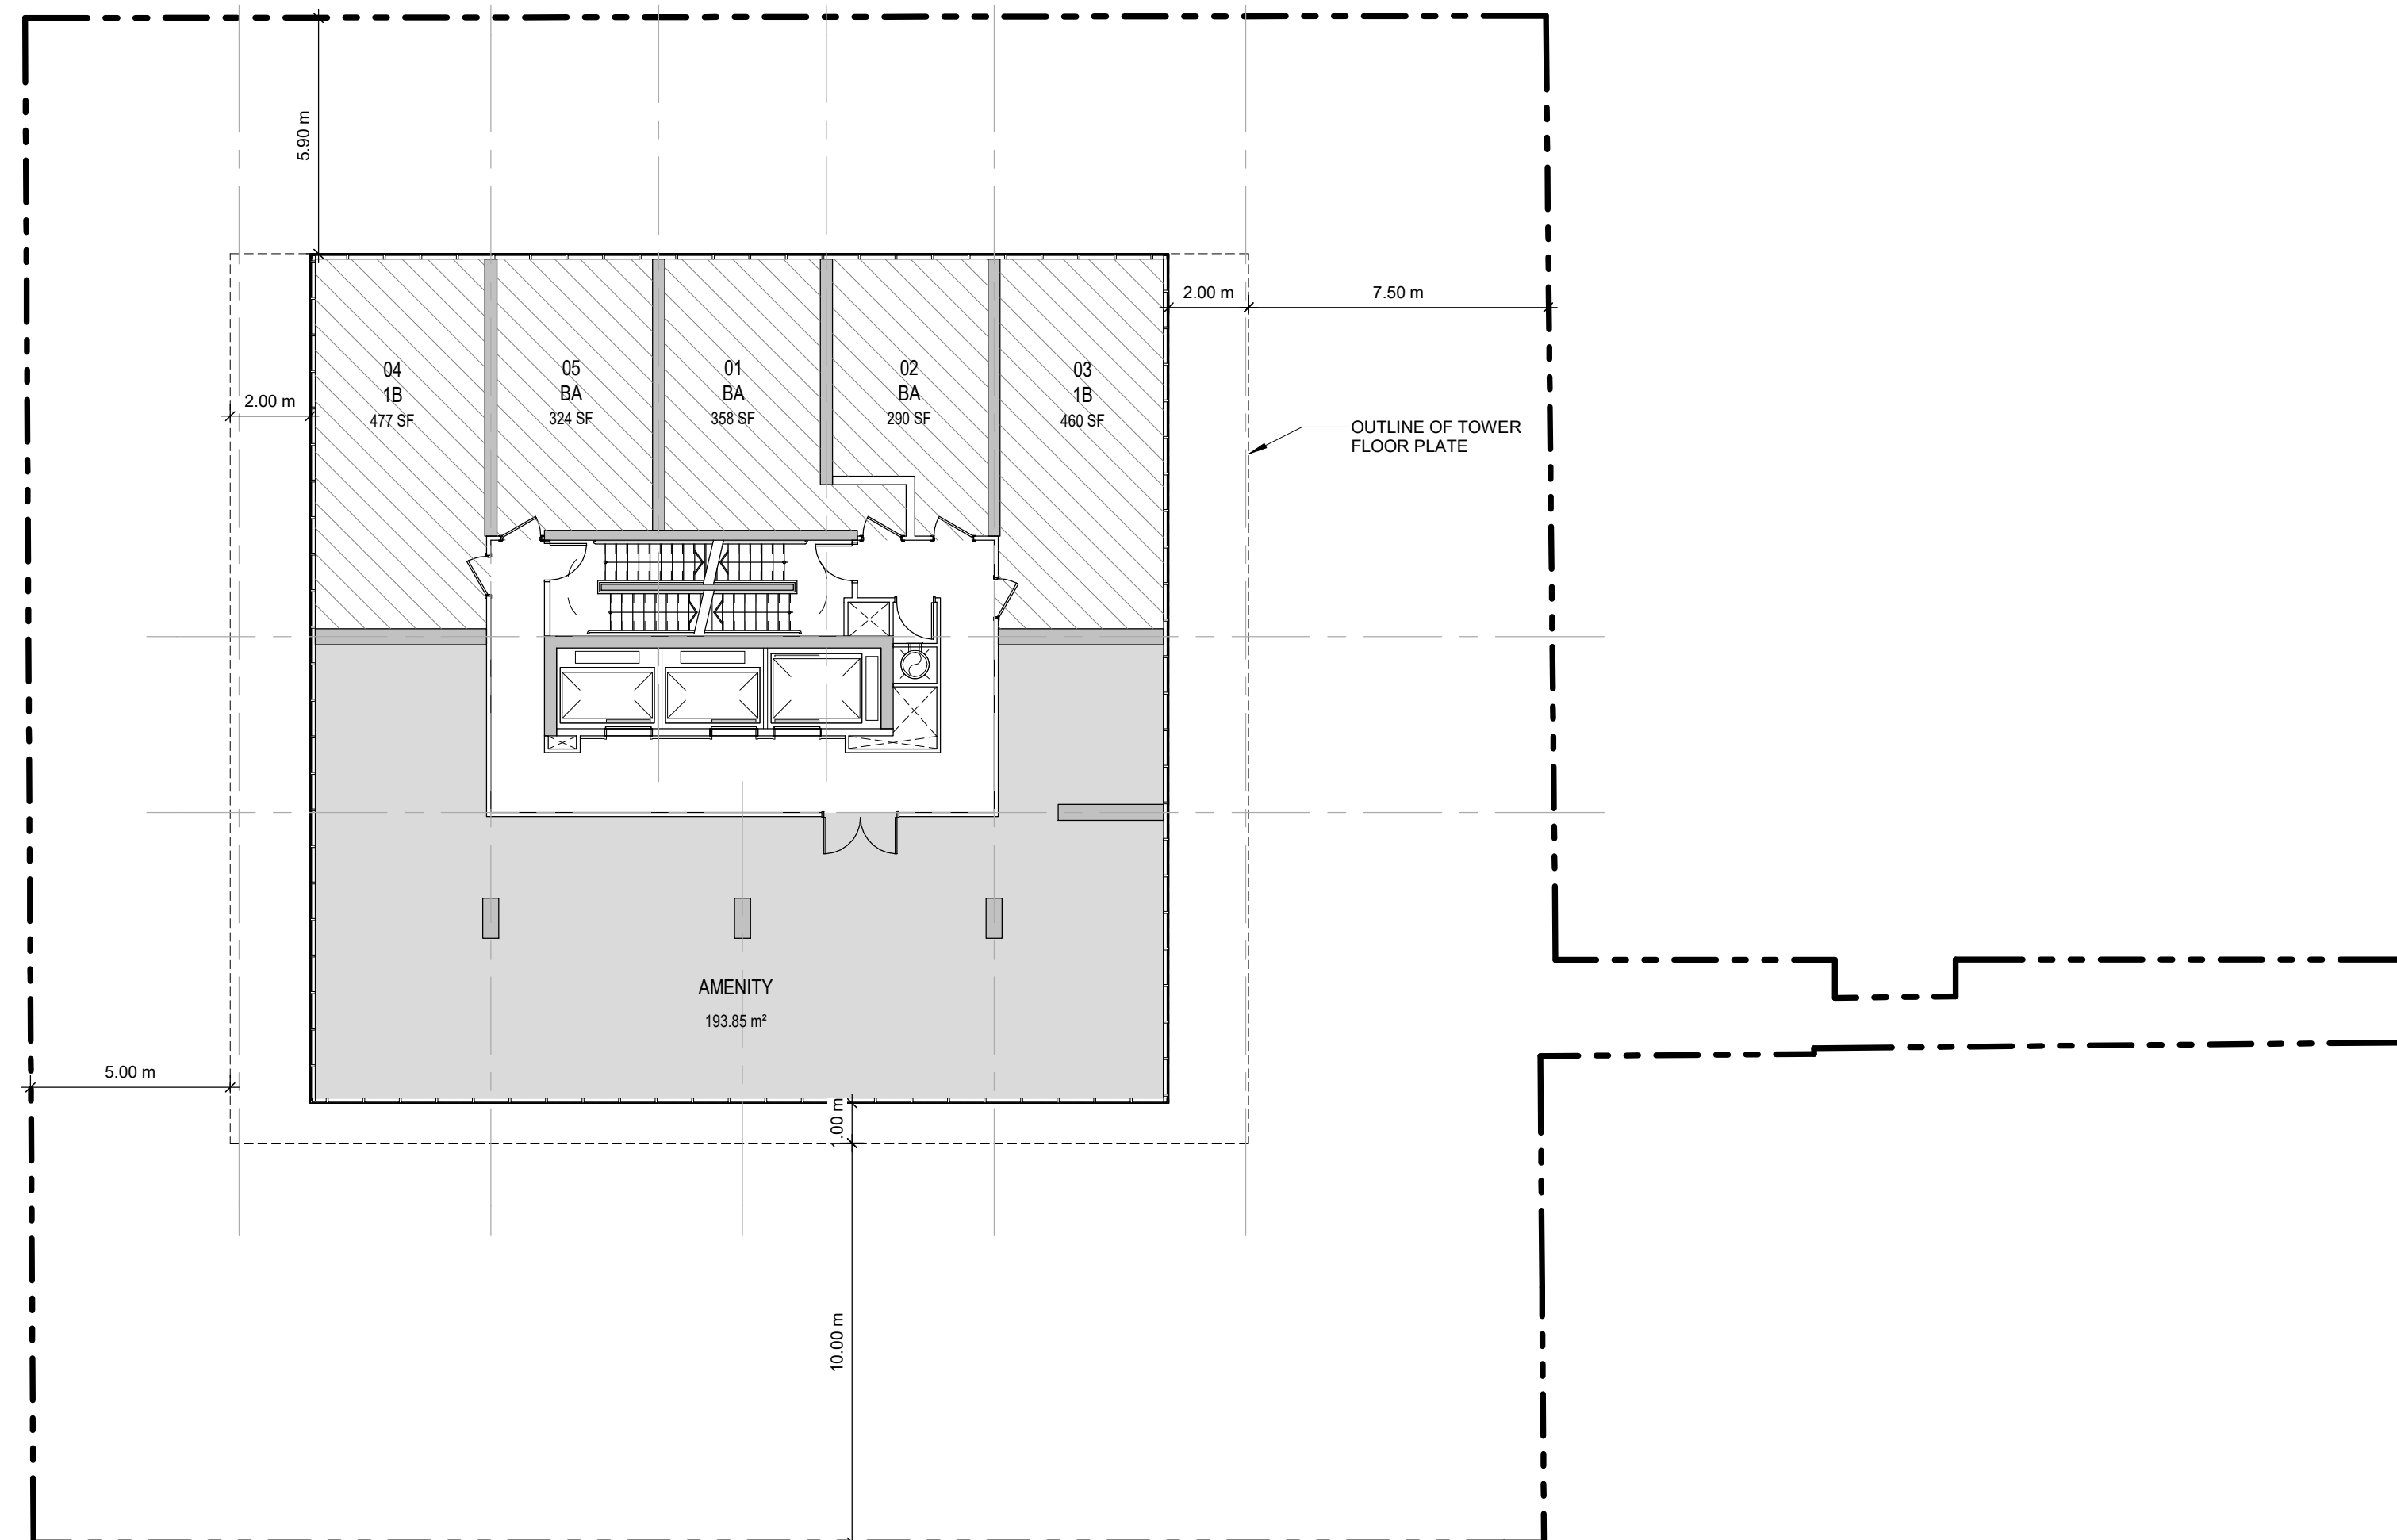 5.90 m
2.00 m
7.50 m
04
1B
477 SF
05
BA
324 SF
01
BA
358 SF
02
BA
290 SF
03
1B
460 SF
2.00 m
OUTLINE OF TOWER
FLOOR PLATE
AMENITY
193.85 m²
5.00 m
1.00 m
10.00 m